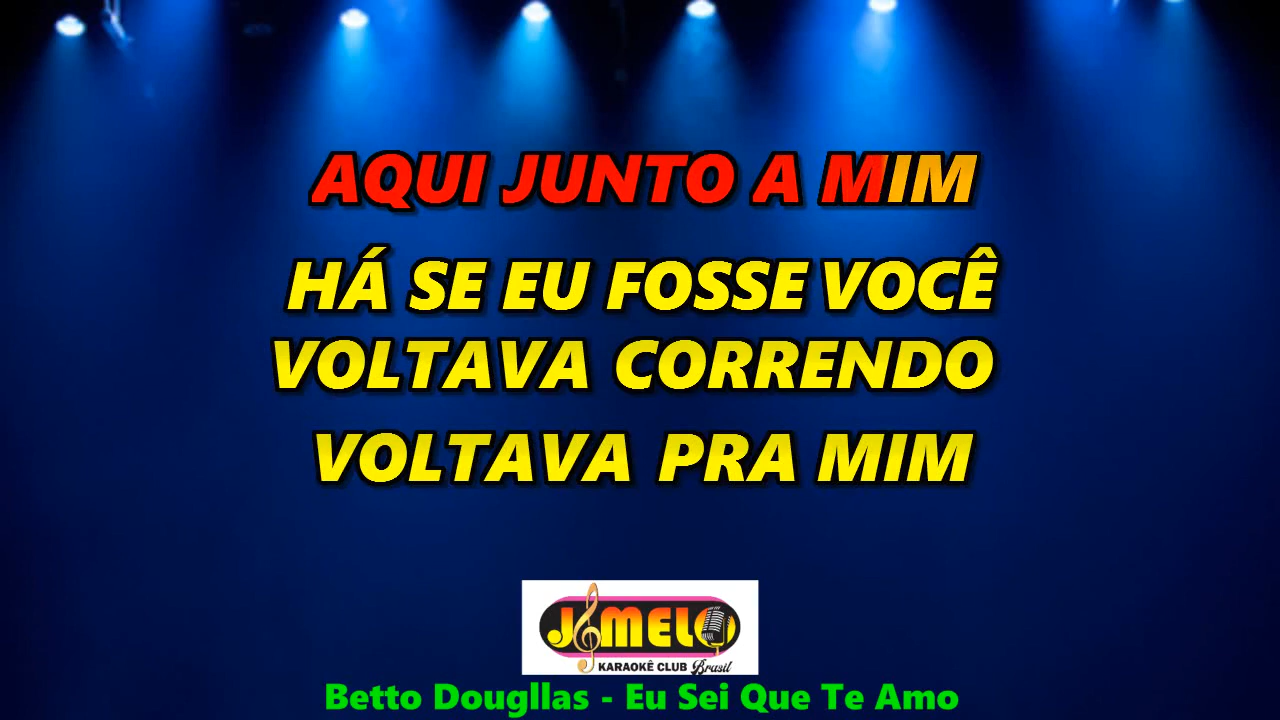 AQUI JUNTO A MIM
HÁ SE EU FOSSE VOCÊ
VOLTAVA CORRENDO
VOLTAVA PRA MIM
JOMELO
KARAOKÊ CLUB Brasil
Betto Dougllas - Eu Sei Que Te Amo